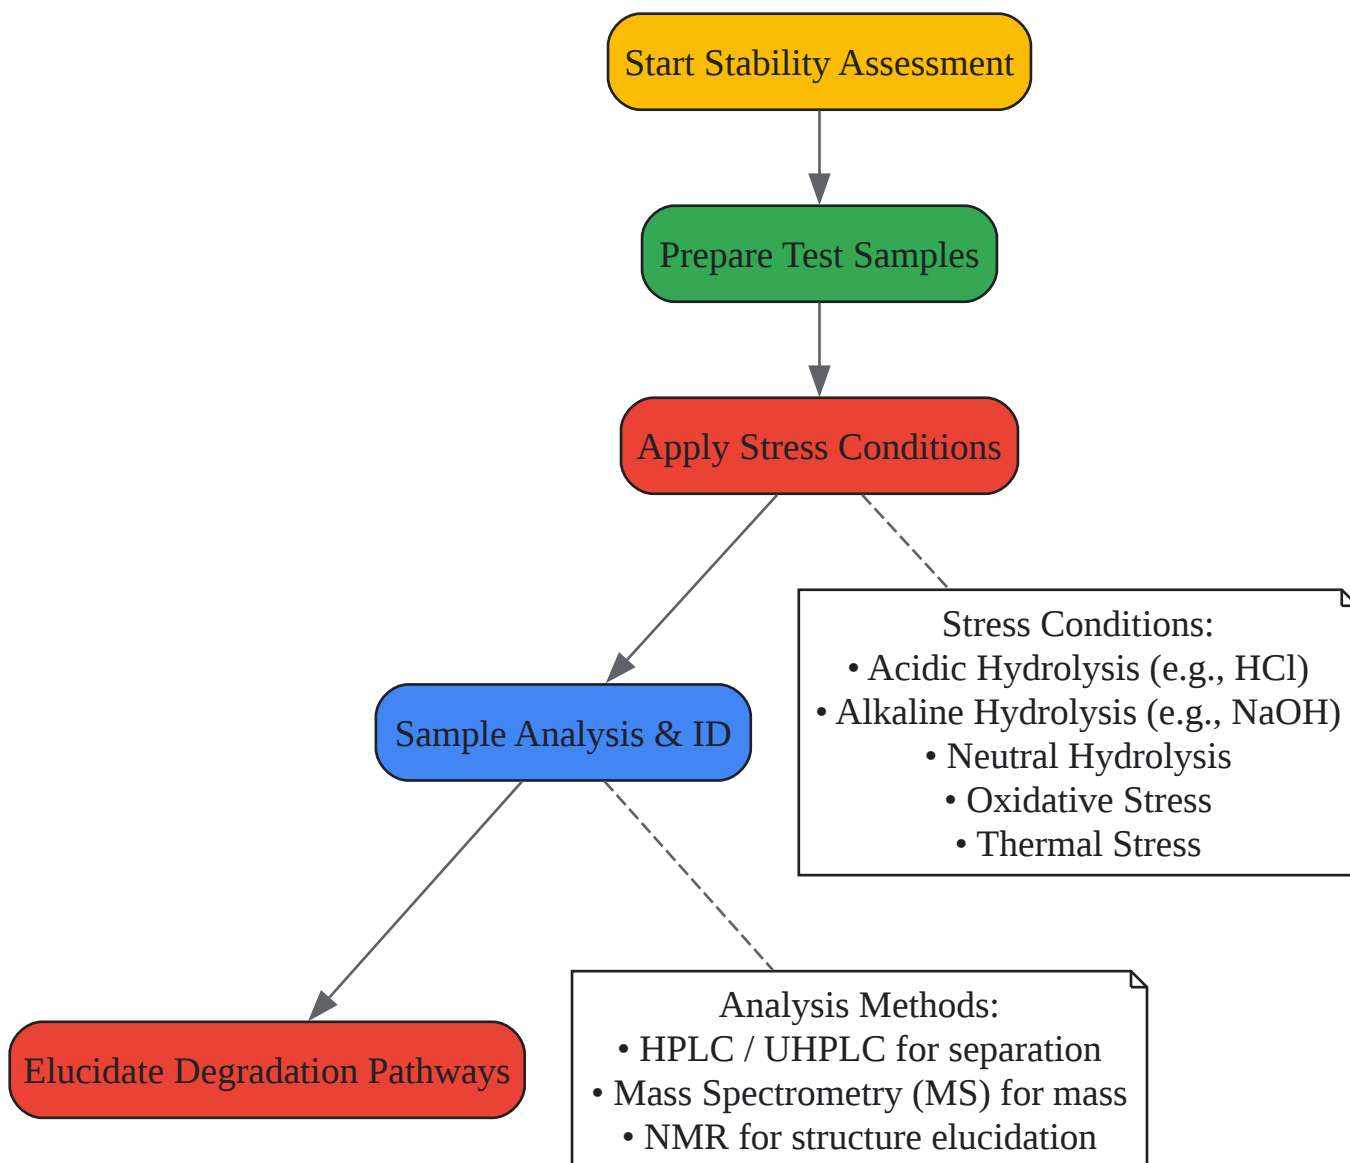 Start Stability Assessment
Prepare Test Samples
Apply Stress Conditions
Stress Conditions:
• Acidic Hydrolysis (e.g., HCl)
• Alkaline Hydrolysis (e.g., NaOH)
• Neutral Hydrolysis
• Oxidative Stress
• Thermal Stress
Sample Analysis & ID
Analysis Methods:
• HPLC / UHPLC for separation
• Mass Spectrometry (MS) for mass
• NMR for structure elucidation
Elucidate Degradation Pathways